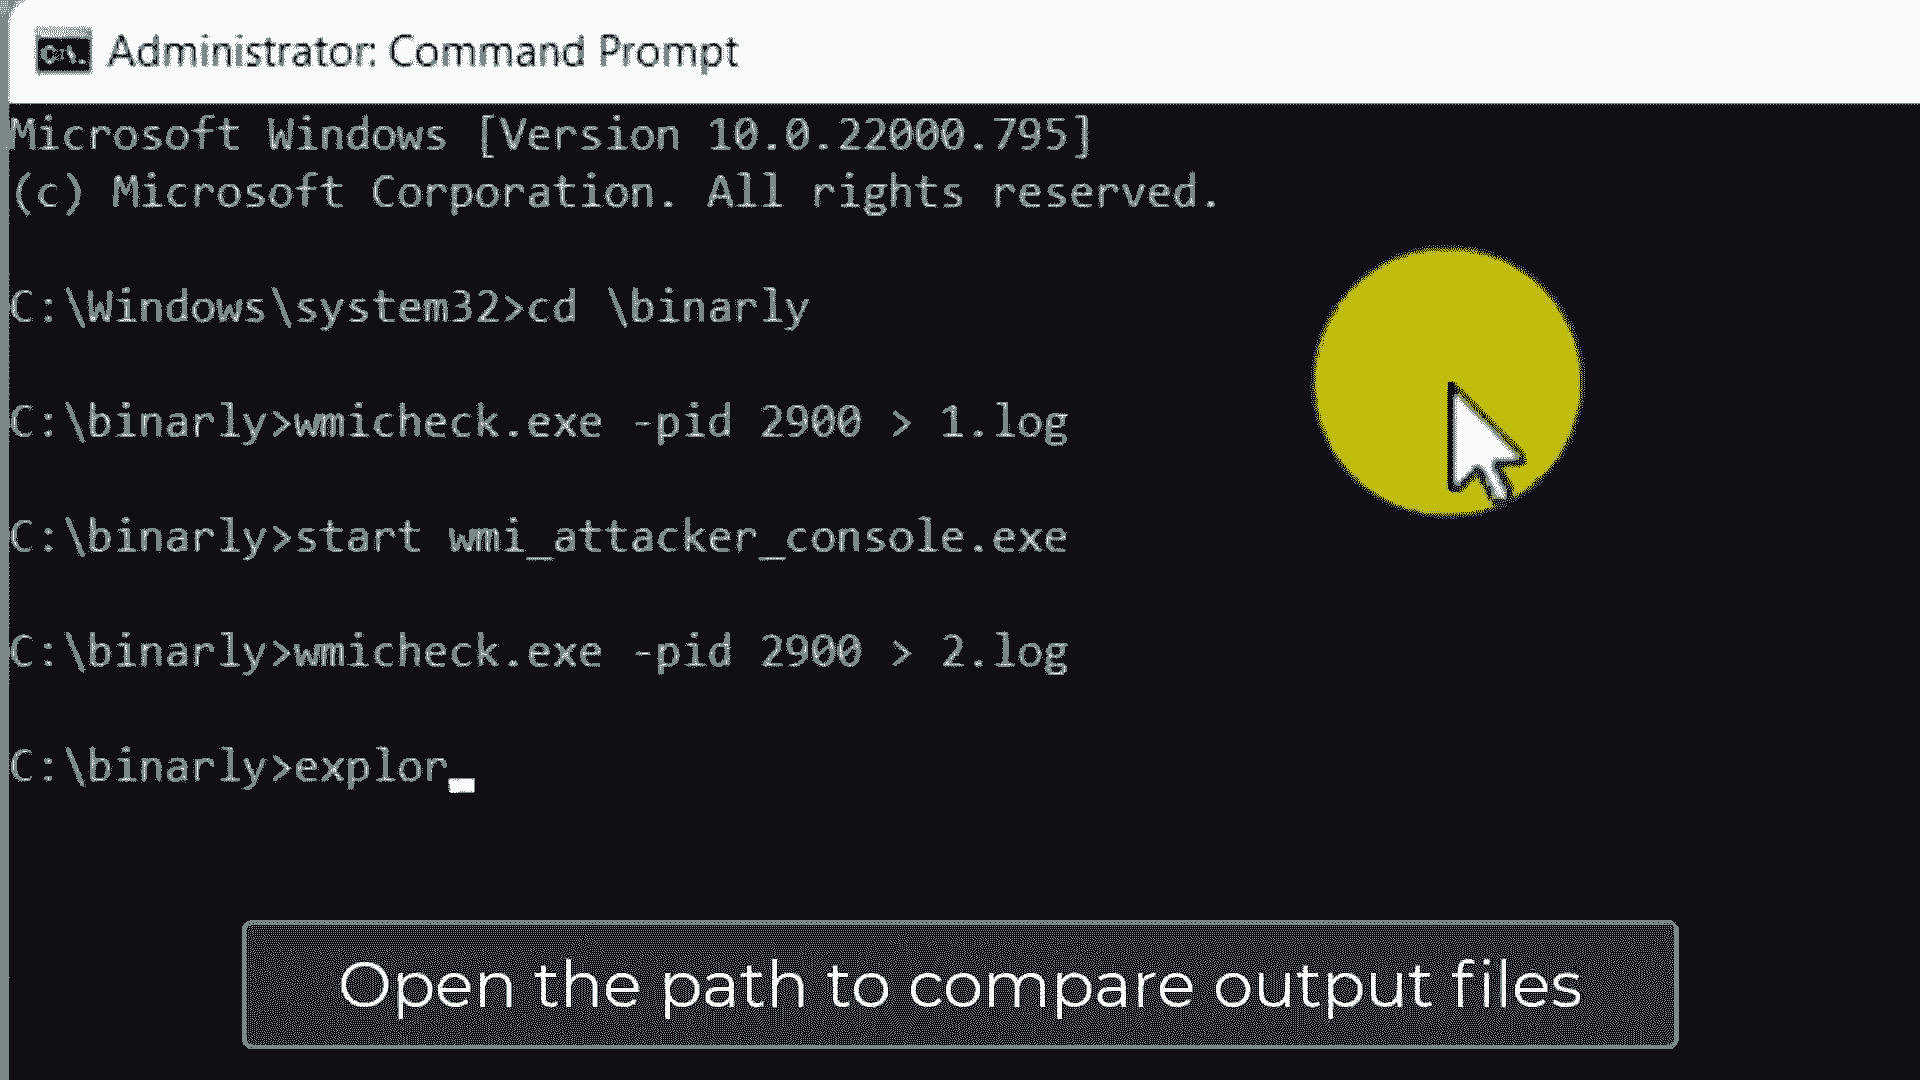 C:\.
Administrator: Command Prompt
Microsoft Windows [Version 10.0.22000.795]
(c) Microsoft Corporation. All rights reserved.
C:\Windows\system32>cd \binarly
C:\binarly>wmicheck.exe -pid 2900 > 1.log
C:\binarly>start wmi_attacker_console.exe
C:\binarly>wmicheck.exe -pid 2900 > 2.log
C:\binarly>explor_
Open the path to compare output files